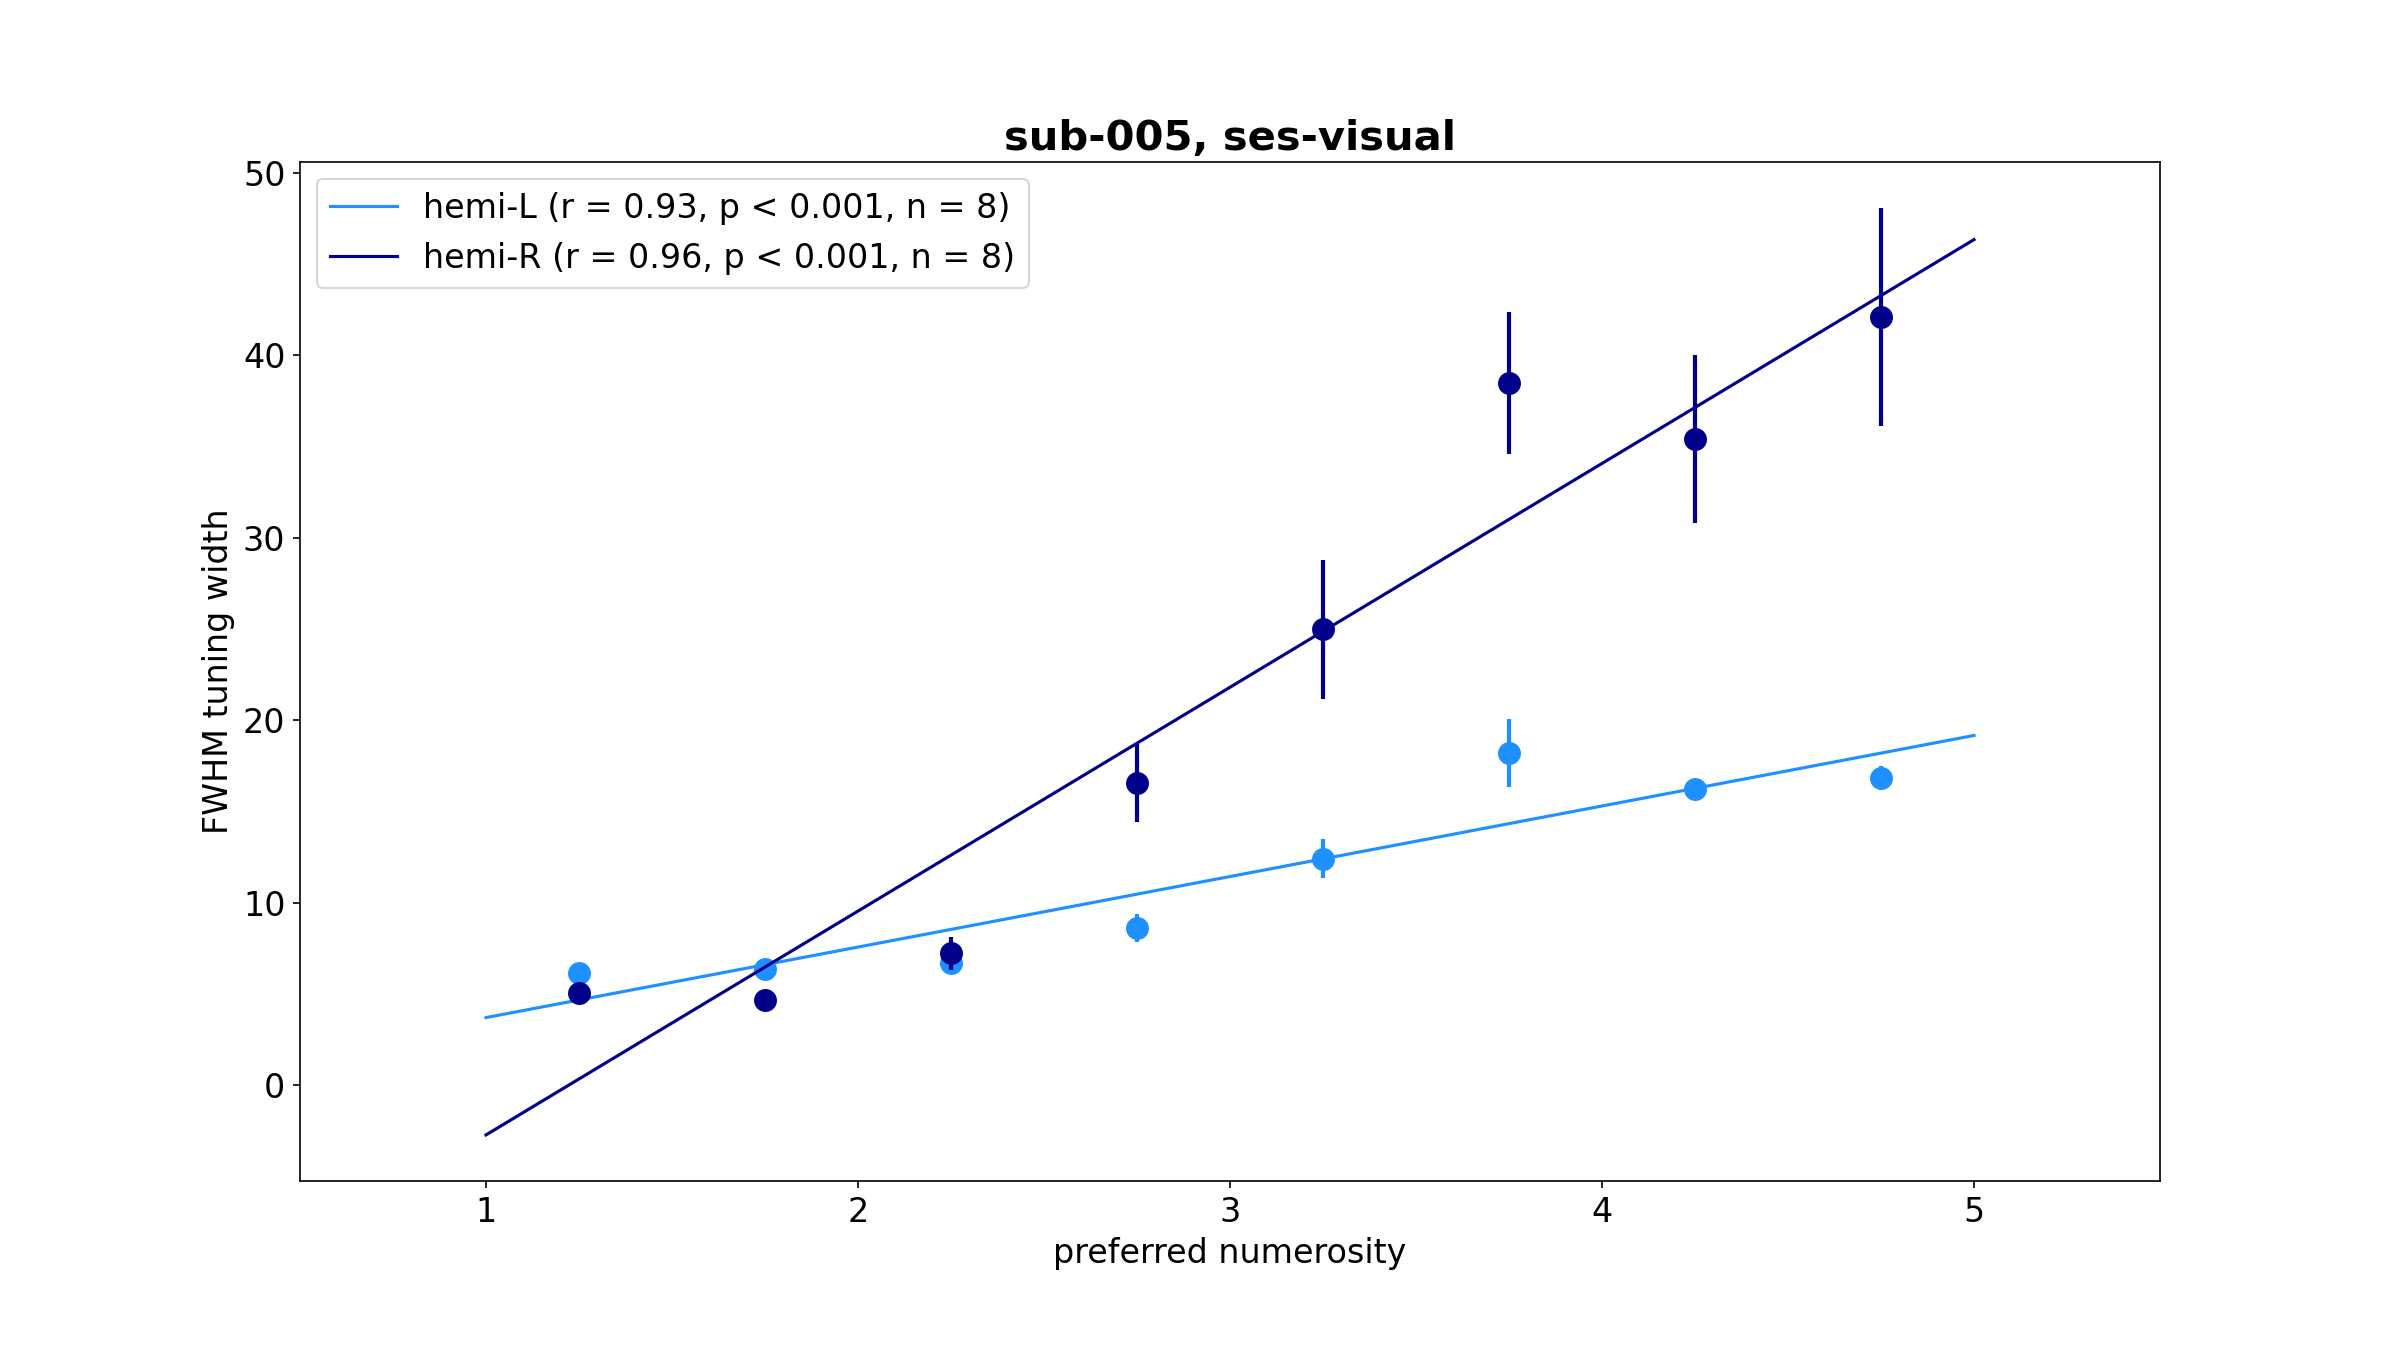 sub-005, ses-visual
50
hemi-L (r = 0.93, p < 0.001, n = 8)
hemi-R (r = 0.96, p < 0.001, n = 8)
40
30
20
10
0
FWHM tuning width
1 2 3 4 5
preferred numerosity